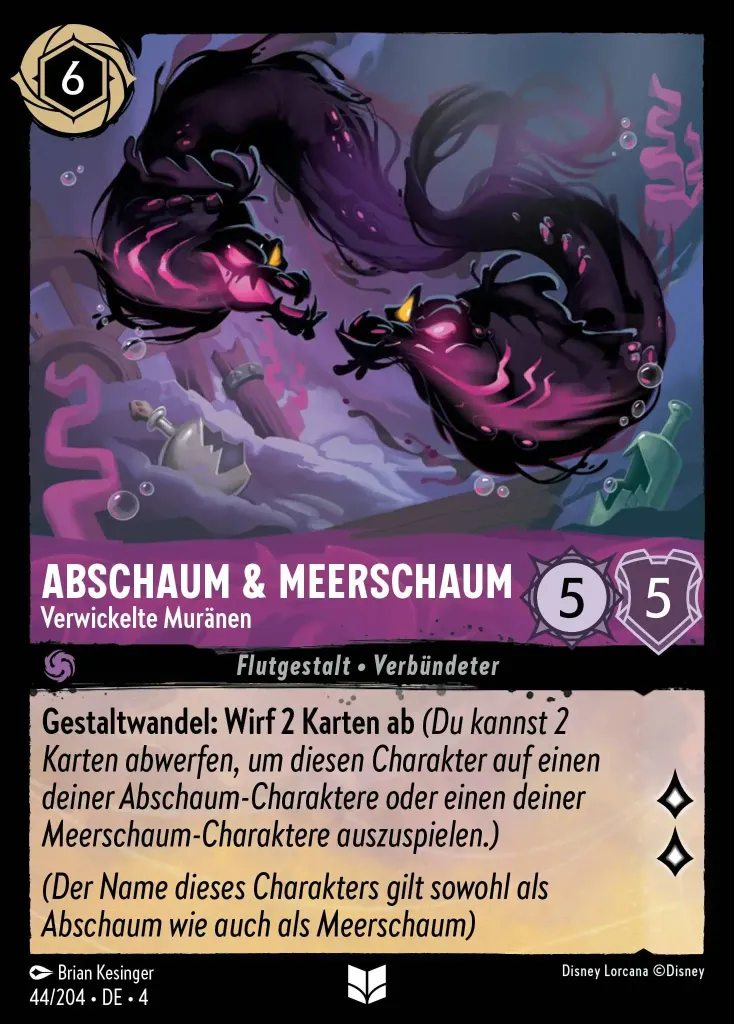 6
ABSCHAUM & MEERSCHAUM
Verwickelte Muränen
5
5
Flutgestalt • Verbündeter
Gestaltwandel: Wirf 2 Karten ab (Du kannst 2
Karten abwerfen, um diesen Charakter auf einen
deiner Abschaum-Charaktere oder einen deiner
Meerschaum-Charaktere auszuspielen.)
(Der Name dieses Charakters gilt sowohl als
Abschaum wie auch als Meerschaum)
Brian Kesinger
44/204 • DE • 4
Disney Lorcana ©Disney